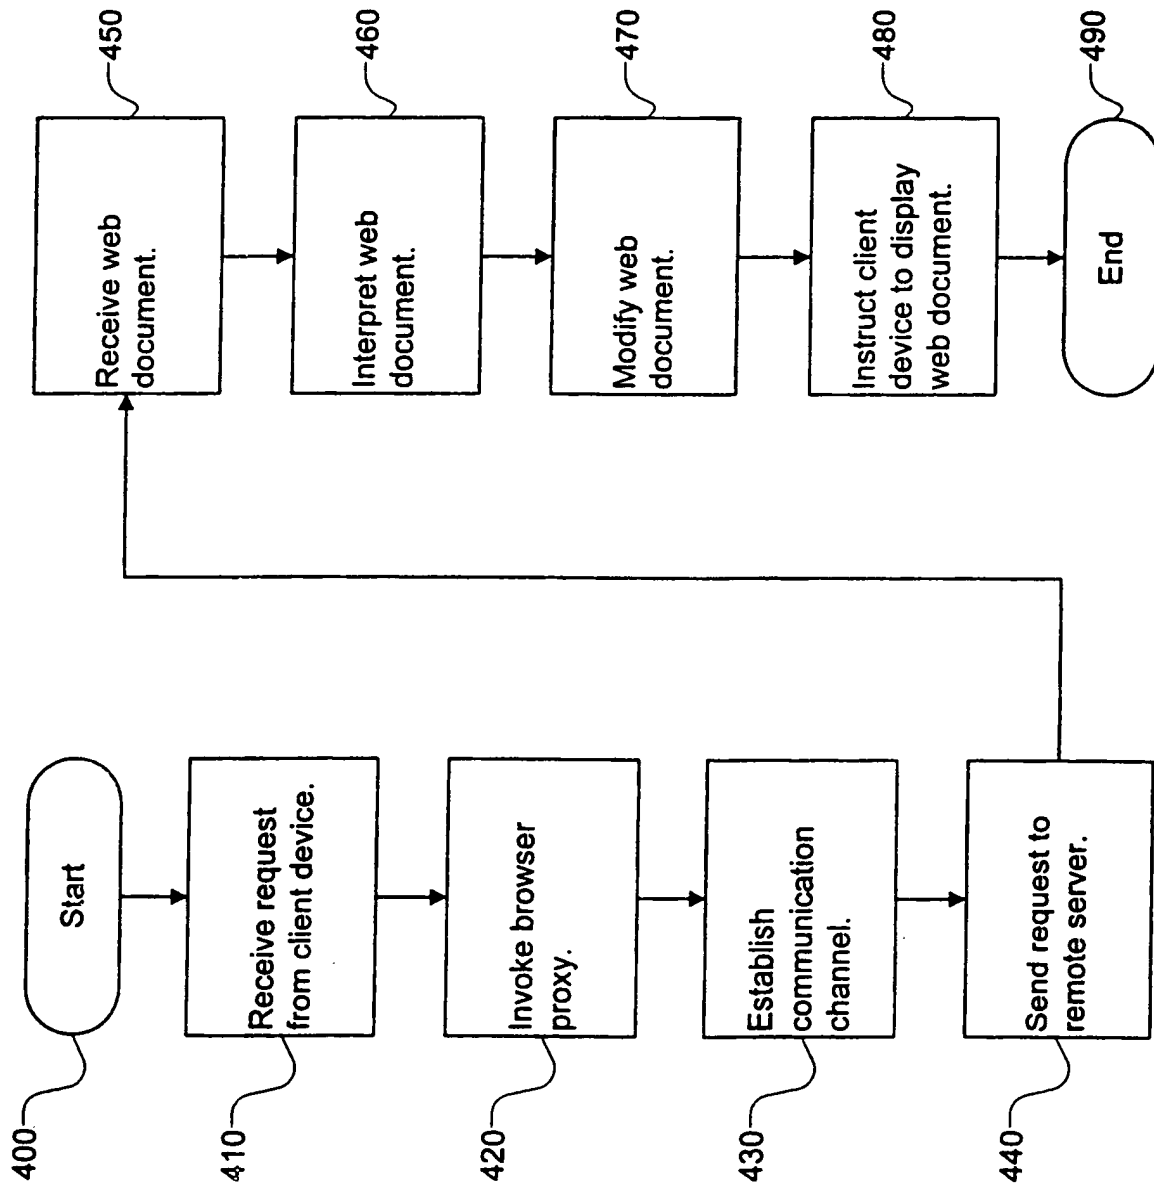 400
Start
410
Receive request
from client device.
420
Invoke browser
proxy.
430
Establish
communication
channel.
440
Send request to
remote server.
450
Receive web
document.
460
Interpret web
document.
470
Modify web
document.
480
Instruct client
device to display
web document.
490
End